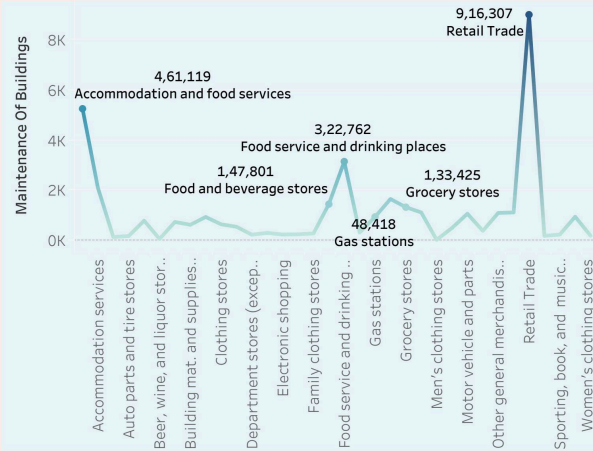 Maintenance Of Buildings
8K
6K
4K
2K
0K
4,61,119
Accommodation and food services
1,47,801
Food and beverage stores
3,22,762
Food service and drinking places
48,418
Gas stations
1,33,425
Grocery stores
9,16,307
Retail Trade
Accommodation services
Auto parts and tire stores
Beer, wine, and liquor stor..
Building mat. and supplies..
Clothing stores
Department stores (excep..
Electronic shopping
Family clothing stores
Food service and drinking ..
Gas stations
Grocery stores
Men's clothing stores
Motor vehicle and parts
Other general merchandis..
Retail Trade
Sporting, book, and music..
Women's clothing stores